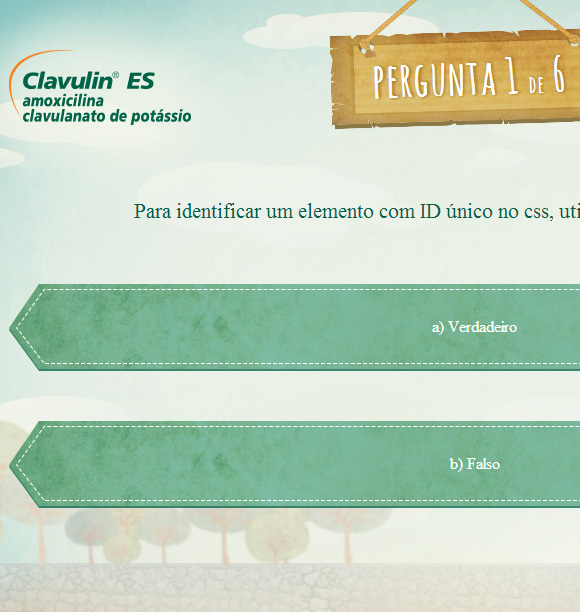 Clavulin® ES
amoxicilina
clavulanato de potássio
PERGUNTA 1 DE 6
Para identificar um elemento com ID único no css,
a) Verdadeiro
b) Falso